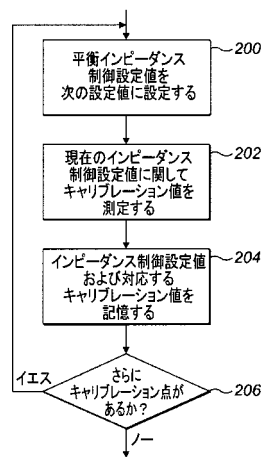 平衡インピーダンス
制御設定値を
次の設定値に設定する
200
現在のインピーダンス
制御設定値に関して
キャリブレーション値を
測定する
202
インピーダンス制御設定値
および対応する
キャリブレーション値を
記憶する
204
イエス
さらに
キャリブレーション点が
あるか？
206
ノー